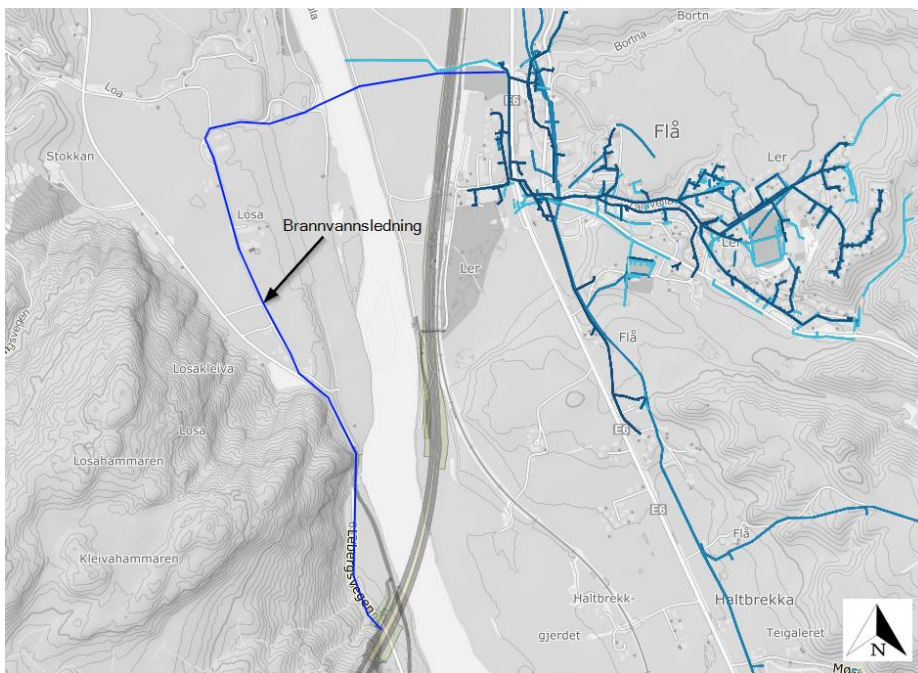 Bortn
Bortna
Loa
E6
Flå
Stokkan
Ler
Losa
Brannvannsledning
Ler
Ler
Flå
Losakleiva
Losa
E6
Losahammaren
E6
Flå
Kleivahammaren
Haltbrekk-
gjerdet
Haltbrekka
Teigaleret
N